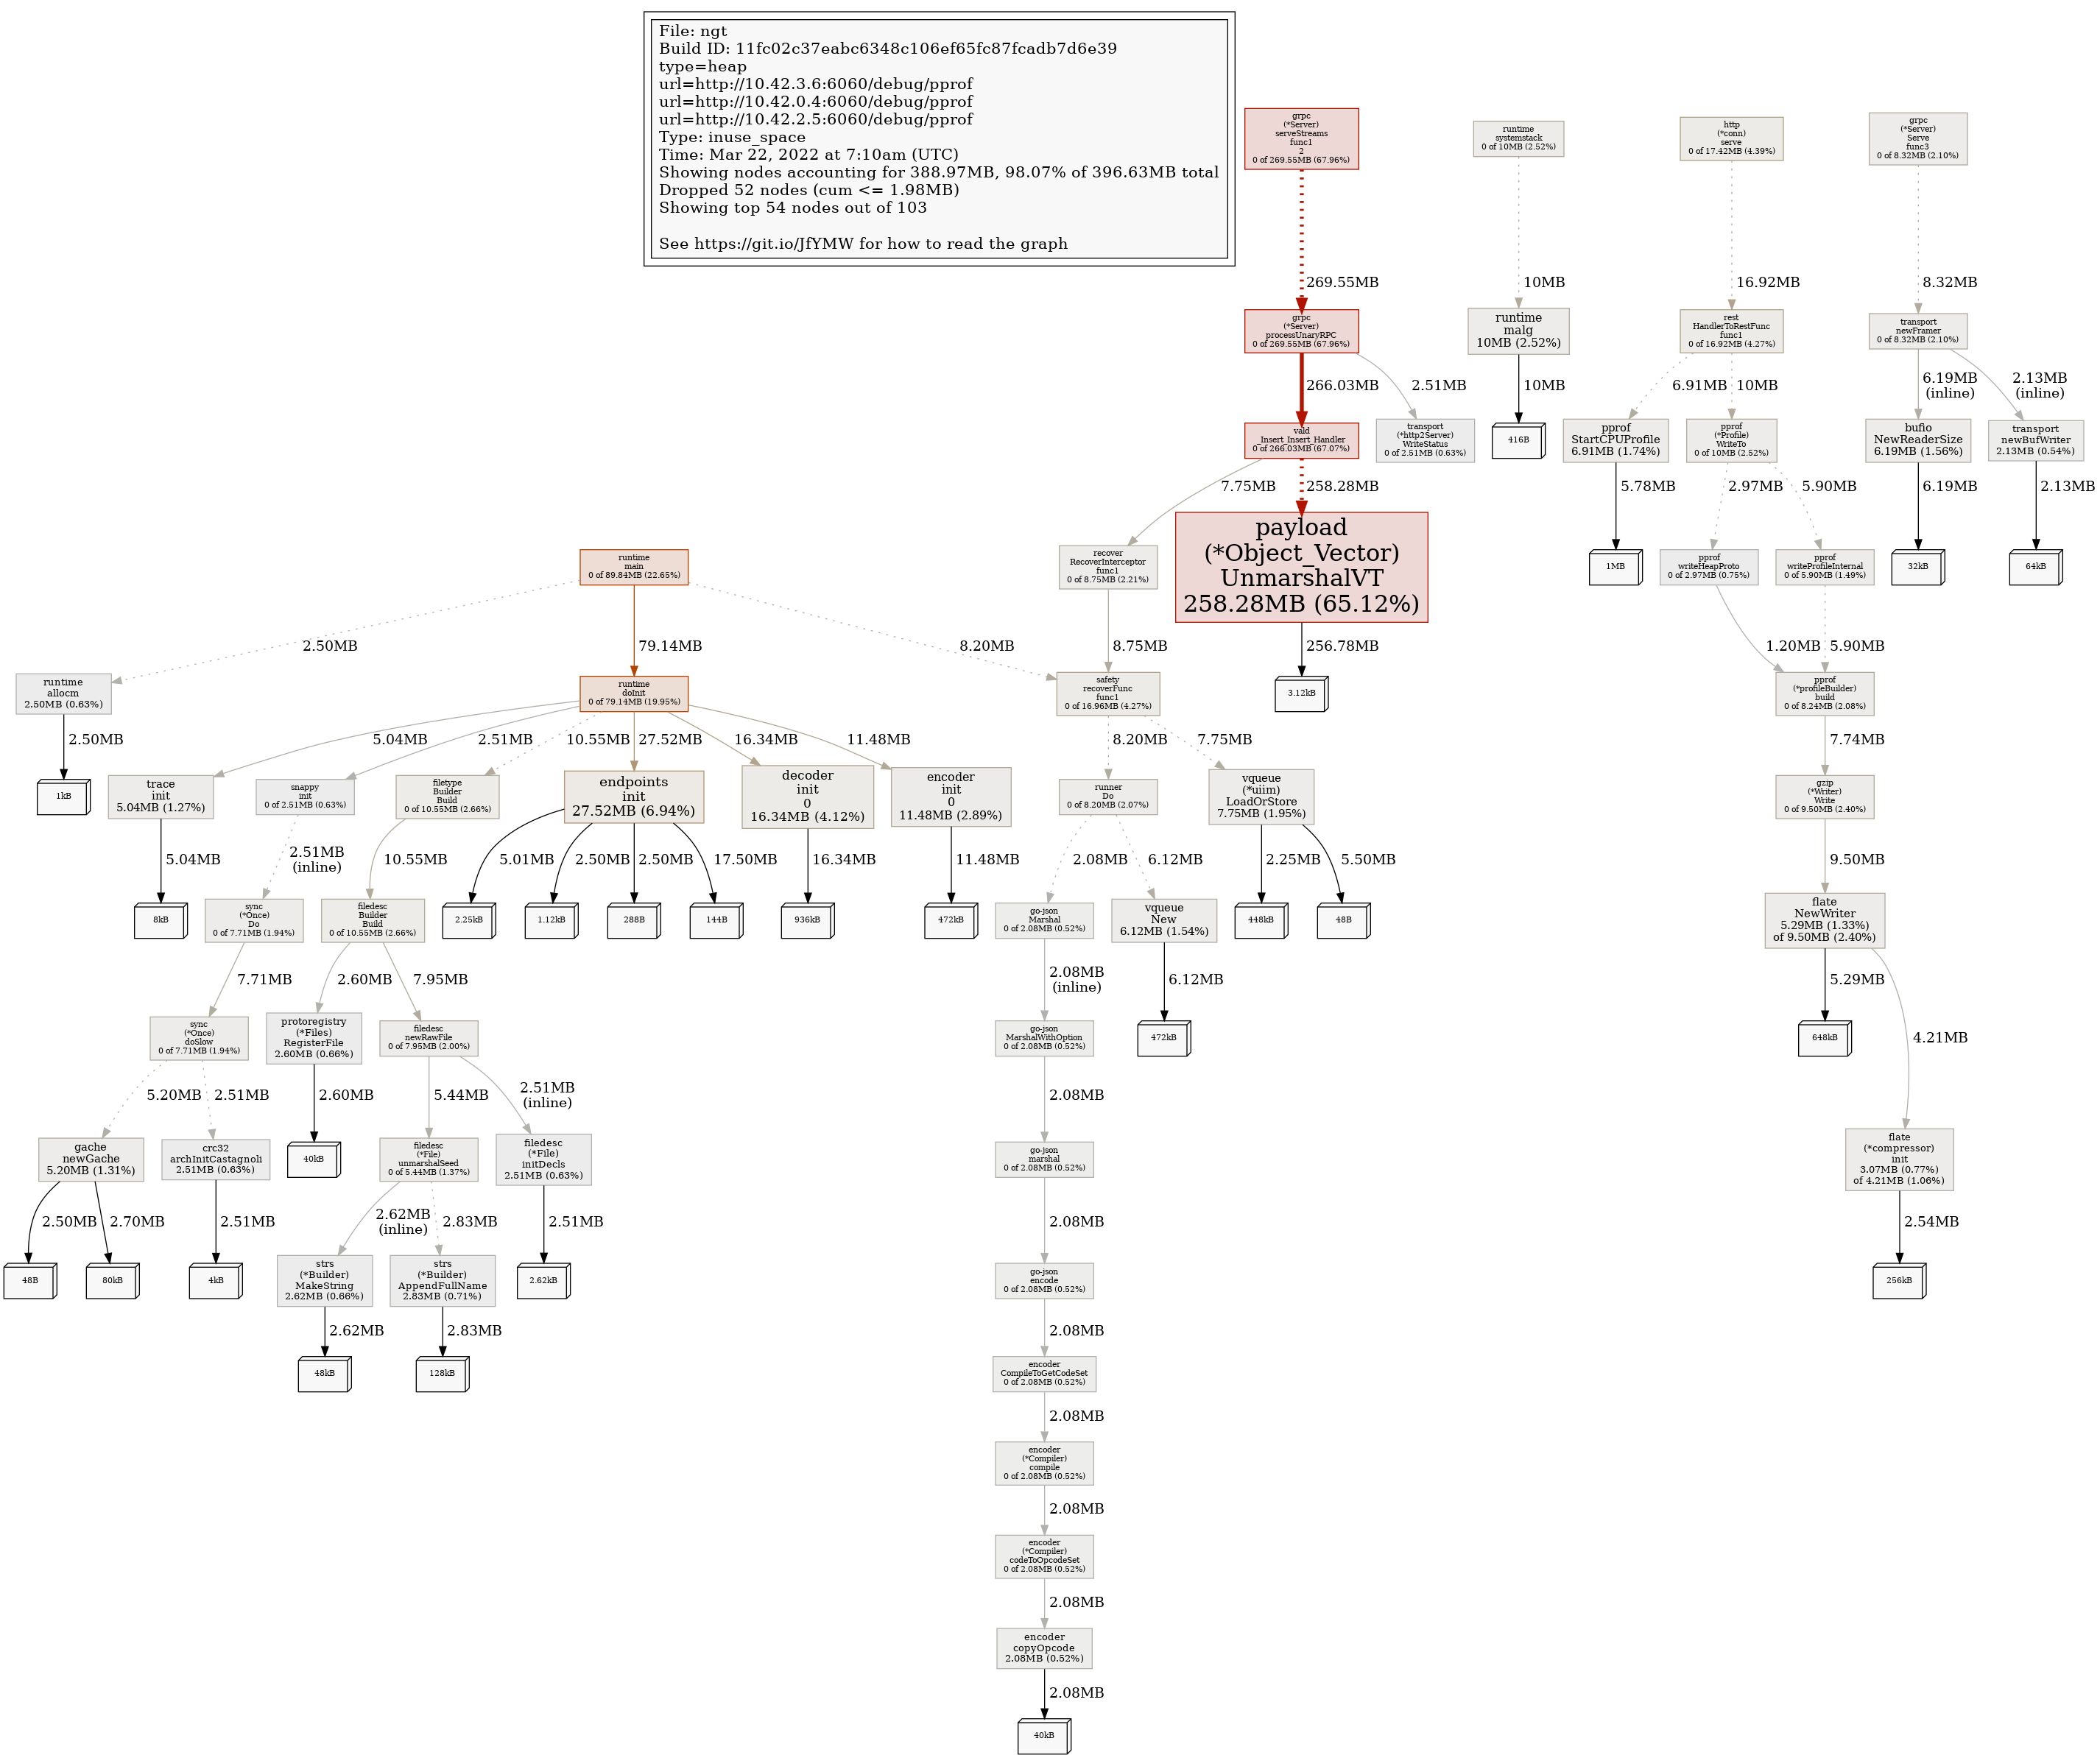 File: ngt
Build ID: 11fc02c37eabc6348c106ef65fc87fcadb7d6e39
type=heap
url=http://10.42.3.6:6060/debug/pprof
url=http://10.42.0.4:6060/debug/pprof
url=http://10.42.2.5:6060/debug/pprof
Type: inuse_space
Time: Mar 22, 2022 at 7:10am (UTC)
Showing nodes accounting for 388.97MB, 98.07% of 396.63MB total
Dropped 52 nodes (cum <= 1.98MB)
Showing top 54 nodes out of 103
See https://git.io/JfYMW for how to read the graph
grpc
(*Server)
serveStreams
func1
2
0 of 269.55MB (67.96%)
runtime
systemstack
0 of 10MB (2.52%)
http
(*conn)
serve
0 of 17.42MB (4.39%)
grpc
(*Server)
Serve
func3
0 of 8.32MB (2.10%)
269.55MB
10MB
16.92MB
8.32MB
grpc
(*Server)
processUnaryRPC
0 of 269.55MB (67.96%)
runtime
malg
10MB (2.52%)
rest
HandlerToRestFunc
func1
0 of 16.92MB (4.27%)
transport
newFramer
0 of 8.32MB (2.10%)
266.03MB
2.51MB
10MB
6.91MB
10MB
6.19MB
(inline)
2.13MB
(inline)
vald
_Insert_Insert_Handler
0 of 266.03MB (67.07%)
transport
(*http2Server)
WriteStatus
0 of 2.51MB (0.63%)
416B
pprof
StartCPUProfile
6.91MB (1.74%)
pprof
(*Profile)
WriteTo
0 of 10MB (2.52%)
bufio
NewReaderSize
6.19MB (1.56%)
transport
newBufWriter
2.13MB (0.54%)
7.75MB
258.28MB
5.78MB
2.97MB
5.90MB
6.19MB
2.13MB
runtime
main
0 of 89.84MB (22.65%)
recover
RecoverInterceptor
func1
0 of 8.75MB (2.21%)
payload
(*Object_Vector)
UnmarshalVT
258.28MB (65.12%)
1MB
pprof
writeHeapProto
0 of 2.97MB (0.75%)
pprof
writeProfileInternal
0 of 5.90MB (1.49%)
32kB
64kB
2.50MB
79.14MB
8.20MB
8.75MB
256.78MB
1.20MB
5.90MB
runtime
allocm
2.50MB (0.63%)
runtime
doInit
0 of 79.14MB (19.95%)
safety
recoverFunc
func1
0 of 16.96MB (4.27%)
3.12kB
pprof
(*profileBuilder)
build
0 of 8.24MB (2.08%)
2.50MB
5.04MB
2.51MB
10.55MB
27.52MB
16.34MB
11.48MB
8.20MB
7.75MB
7.74MB
1kB
trace
init
5.04MB (1.27%)
snappy
init
0 of 2.51MB (0.63%)
filetype
Builder
Build
0 of 10.55MB (2.66%)
endpoints
init
27.52MB (6.94%)
decoder
init
0
16.34MB (4.12%)
encoder
init
0
11.48MB (2.89%)
runner
Do
0 of 8.20MB (2.07%)
vqueue
(*uiim)
LoadOrStore
7.75MB (1.95%)
gzip
(*Writer)
Write
0 of 9.50MB (2.40%)
5.04MB
2.51MB
(inline)
10.55MB
5.01MB
2.50MB
2.50MB
17.50MB
16.34MB
11.48MB
2.08MB
6.12MB
2.25MB
5.50MB
9.50MB
8kB
sync
(*Once)
Do
0 of 7.71MB (1.94%)
filedesc
Builder
Build
0 of 10.55MB (2.66%)
2.25kB
1.12kB
288B
144B
936kB
472kB
go-json
Marshal
0 of 2.08MB (0.52%)
vqueue
New
6.12MB (1.54%)
448kB
48B
flate
NewWriter
5.29MB (1.33%)
of 9.50MB (2.40%)
7.71MB
2.60MB
7.95MB
2.08MB
(inline)
6.12MB
5.29MB
4.21MB
sync
(*Once)
doSlow
0 of 7.71MB (1.94%)
protoregistry
(*Files)
RegisterFile
2.60MB (0.66%)
filedesc
newRawFile
0 of 7.95MB (2.00%)
go-json
MarshalWithOption
0 of 2.08MB (0.52%)
472kB
648kB
5.20MB
2.51MB
2.60MB
5.44MB
2.51MB
(inline)
2.08MB
gache
newGache
5.20MB (1.31%)
crc32
archInitCastagnoli
2.51MB (0.63%)
40kB
filedesc
(*File)
unmarshalSeed
0 of 5.44MB (1.37%)
filedesc
(*File)
initDecls
2.51MB (0.63%)
go-json
marshal
0 of 2.08MB (0.52%)
flate
(*compressor)
init
3.07MB (0.77%)
of 4.21MB (1.06%)
2.50MB
2.70MB
2.51MB
2.62MB
(inline)
2.83MB
2.51MB
2.08MB
2.54MB
48B
80kB
4kB
strs
(*Builder)
MakeString
2.62MB (0.66%)
strs
(*Builder)
AppendFullName
2.83MB (0.71%)
2.62kB
go-json
encode
0 of 2.08MB (0.52%)
256kB
2.62MB
2.83MB
2.08MB
48kB
128kB
encoder
CompileToGetCodeSet
0 of 2.08MB (0.52%)
2.08MB
encoder
(*Compiler)
compile
0 of 2.08MB (0.52%)
2.08MB
encoder
(*Compiler)
codeToOpcodeSet
0 of 2.08MB (0.52%)
2.08MB
encoder
copyOpcode
2.08MB (0.52%)
2.08MB
40kB